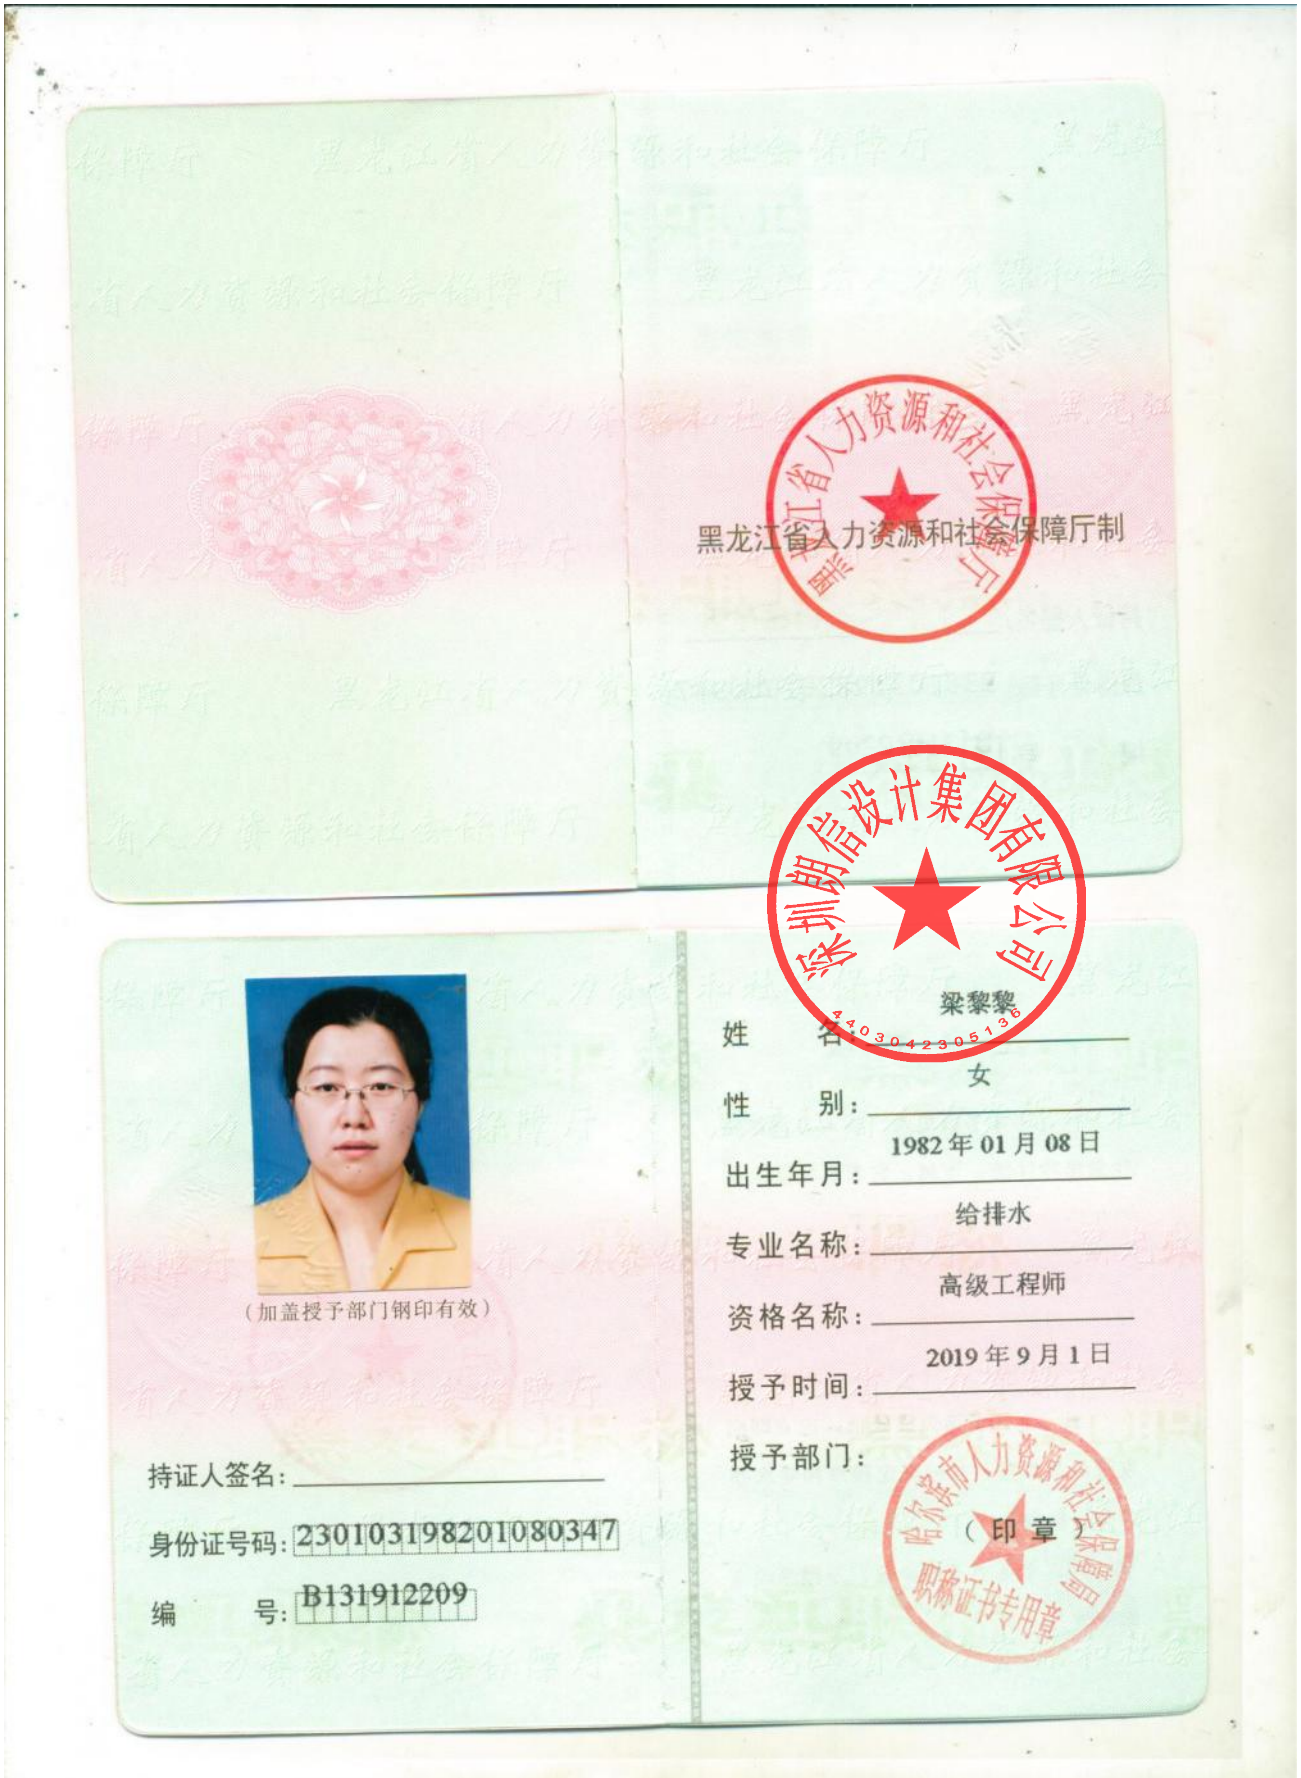 黑龙江省人力资源和社会保障厅
黑龙江省人力资源和社会保障厅制
深圳朗信设计集团有限公司
4403042305136
(加盖授予部门钢印有效)
持证人签名:
身份证号码: 230103198201080347
编 号: B131912209
姓 名: 梁黎黎
性 别: 女
出生年月: 1982年01月08日
专业名称: 给排水
资格名称: 高级工程师
授予时间: 2019年9月1日
授予部门:
(印章)
哈尔滨市人力资源和社会保障局
职称证书专用章